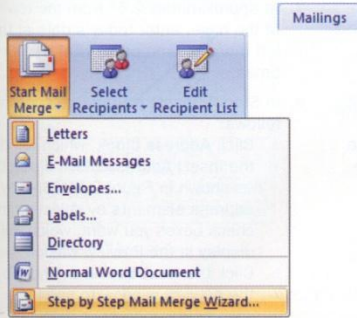 Mailings
Start Mail Merge
Select Recipients
Edit Recipient List
Letters
E-Mail Messages
Envelopes...
Labels...
Directory
Normal Word Document
Step by Step Mail Merge Wizard...